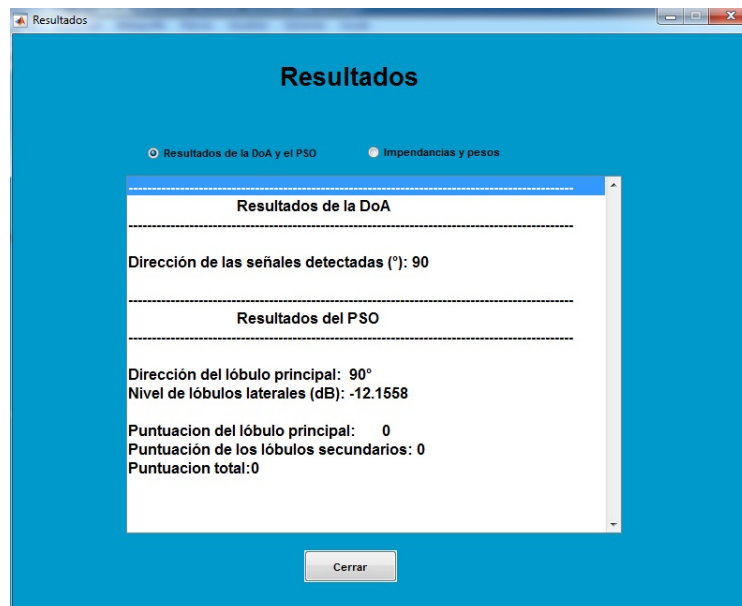 Resultados
Resultados
Resultados de la DoA y el PSO Impendancias y pesos
Resultados de la DoA
Dirección de las señales detectadas (°): 90
Resultados del PSO
Dirección del lóbulo principal: 90°
Nivel de lóbulos laterales (dB): -12.1558
Puntuacion del lóbulo principal: 0
Puntuación de los lóbulos secundarios: 0
Puntuacion total:0
Cerrar